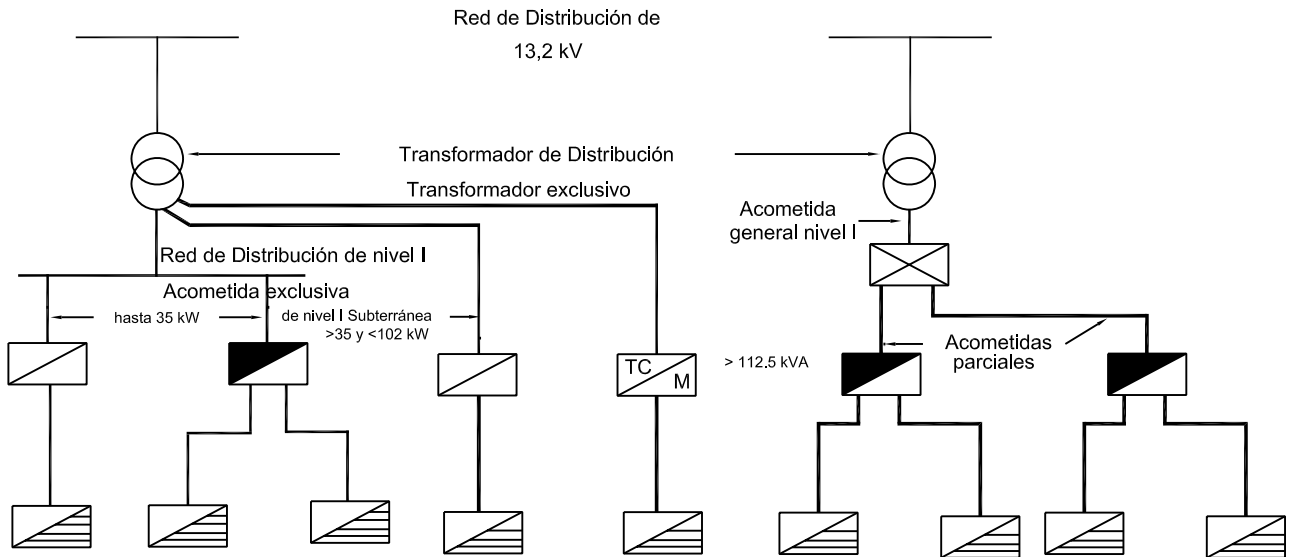 Red de Distribución de
13,2 kV
Transformador de Distribución
Transformador exclusivo
Acometida
general nivel I
Red de Distribución de nivel I
Acometida exclusiva
hasta 35 kW
de nivel I Subterránea
>35 y <102 kW
TC
M
> 112.5 kVA
Acometidas
parciales